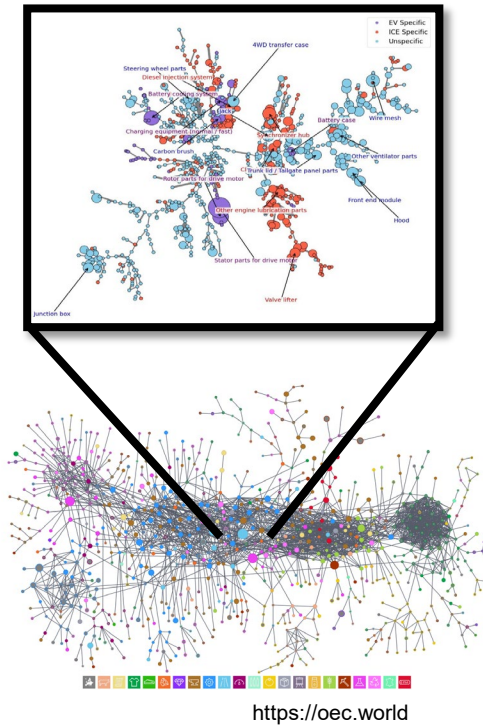 EV Specific
ICE Specific
Unspecific
4WD transfer case
Steering wheel parts
Diesel injection system
Battery cooling system
Jack
Wire mesh
Charging equipment (normal / fast)
Synchronizer hub
Battery case
Carbon brush
Other ventilator parts
Trunk lid / Tailgate panel parts
Rotor parts for drive motor
Front end module
Other engine lubrication parts
Hood
Stator parts for drive motor
Valve lifter
Junction box
https://oec.world